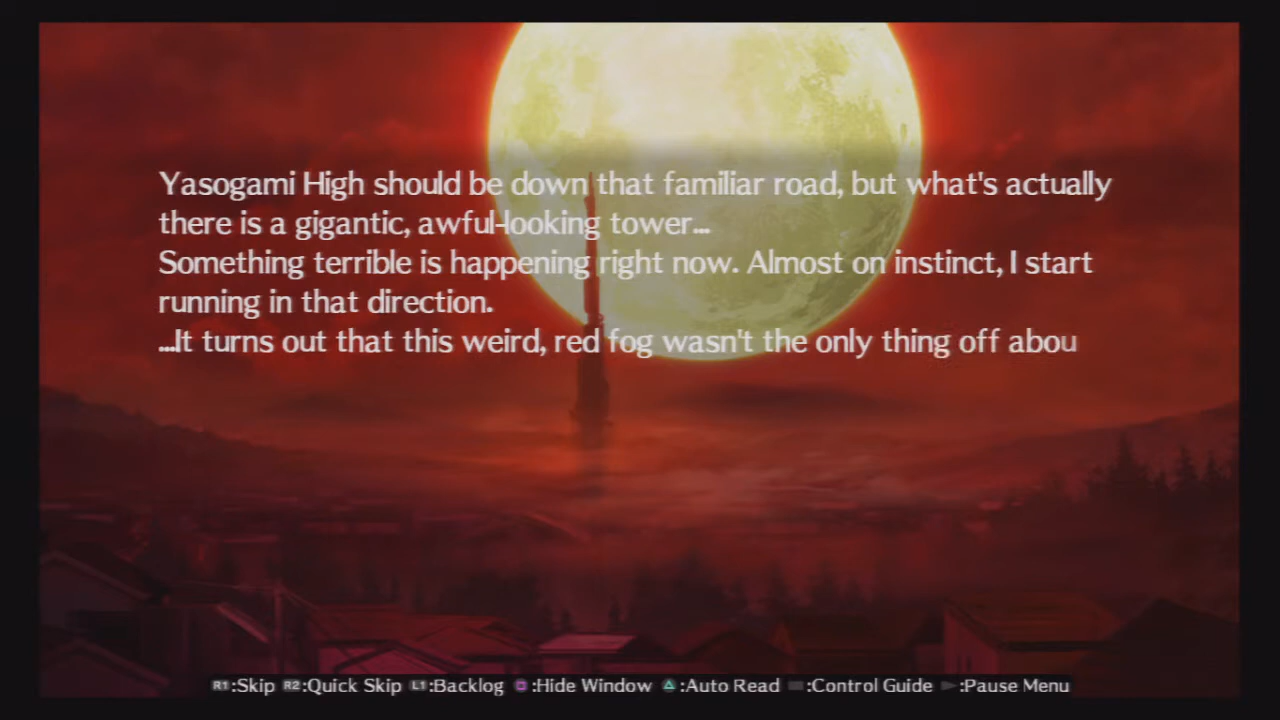 Yasogami High should be down that familiar road, but what's actually
there is a gigantic, awful-looking tower...
Something terrible is happening right now. Almost on instinct, I start
running in that direction.
...It turns out that this weird, red fog wasn't the only thing off abou
R1:Skip R2:Quick Skip L1:Backlog :Hide Window :Auto Read :Control Guide :Pause Menu